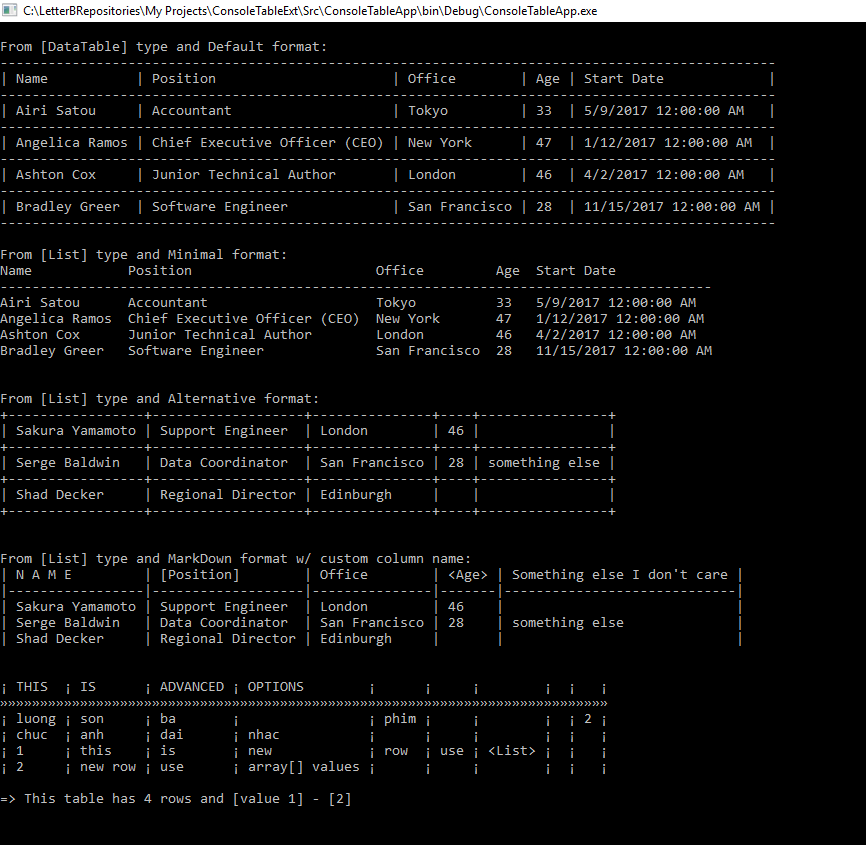 C:\LetterBRepositories\My Projects\ConsoleTableExt\Src\ConsoleTableApp\bin\Debug\ConsoleTableApp.exe
From [DataTable] type and Default format:
-------------------------------------------------------------------------------------------------
| Name           | Position                      | Office        | Age | Start Date             |
-------------------------------------------------------------------------------------------------
| Airi Satou     | Accountant                    | Tokyo         | 33  | 5/9/2017 12:00:00 AM   |
-------------------------------------------------------------------------------------------------
| Angelica Ramos | Chief Executive Officer (CEO) | New York      | 47  | 1/12/2017 12:00:00 AM  |
-------------------------------------------------------------------------------------------------
| Ashton Cox     | Junior Technical Author       | London        | 46  | 4/2/2017 12:00:00 AM   |
-------------------------------------------------------------------------------------------------
| Bradley Greer  | Software Engineer             | San Francisco | 28  | 11/15/2017 12:00:00 AM |
-------------------------------------------------------------------------------------------------
From [List] type and Minimal format:
Name            Position                       Office         Age  Start Date
-----------------------------------------------------------------------------------------
Airi Satou      Accountant                     Tokyo          33   5/9/2017 12:00:00 AM
Angelica Ramos  Chief Executive Officer (CEO)  New York       47   1/12/2017 12:00:00 AM
Ashton Cox      Junior Technical Author        London         46   4/2/2017 12:00:00 AM
Bradley Greer   Software Engineer              San Francisco  28   11/15/2017 12:00:00 AM
From [List] type and Alternative format:
+-----------------+-------------------+---------------+----+----------------+
| Sakura Yamamoto | Support Engineer  | London        | 46 |                |
+-----------------+-------------------+---------------+----+----------------+
| Serge Baldwin   | Data Coordinator  | San Francisco | 28 | something else |
+-----------------+-------------------+---------------+----+----------------+
| Shad Decker     | Regional Director | Edinburgh     |    |                |
+-----------------+-------------------+---------------+----+----------------+
From [List] type and MarkDown format w/ custom column name:
| N A M E         | [Position]        | Office        | <Age> | Something else I don't care |
|-----------------|-------------------|---------------|-------|-----------------------------|
| Sakura Yamamoto | Support Engineer  | London        | 46    |                             |
| Serge Baldwin   | Data Coordinator  | San Francisco | 28    | something else              |
| Shad Decker     | Regional Director | Edinburgh     |       |                             |
¡ THIS  ¡ IS      ¡ ADVANCED ¡ OPTIONS        ¡      ¡     ¡        ¡  ¡   ¡
»»»»»»»»»»»»»»»»»»»»»»»»»»»»»»»»»»»»»»»»»»»»»»»»»»»»»»»»»»»»»»»»»»»»»»»»»»»»
¡ luong ¡ son     ¡ ba       ¡                ¡ phim ¡     ¡        ¡  ¡ 2 ¡
¡ chuc  ¡ anh     ¡ dai      ¡ nhac           ¡      ¡     ¡        ¡  ¡   ¡
¡ 1     ¡ this    ¡ is       ¡ new            ¡ row  ¡ use ¡ <List> ¡  ¡   ¡
¡ 2     ¡ new row ¡ use      ¡ array[] values ¡      ¡     ¡        ¡  ¡   ¡
=> This table has 4 rows and [value 1] - [2]